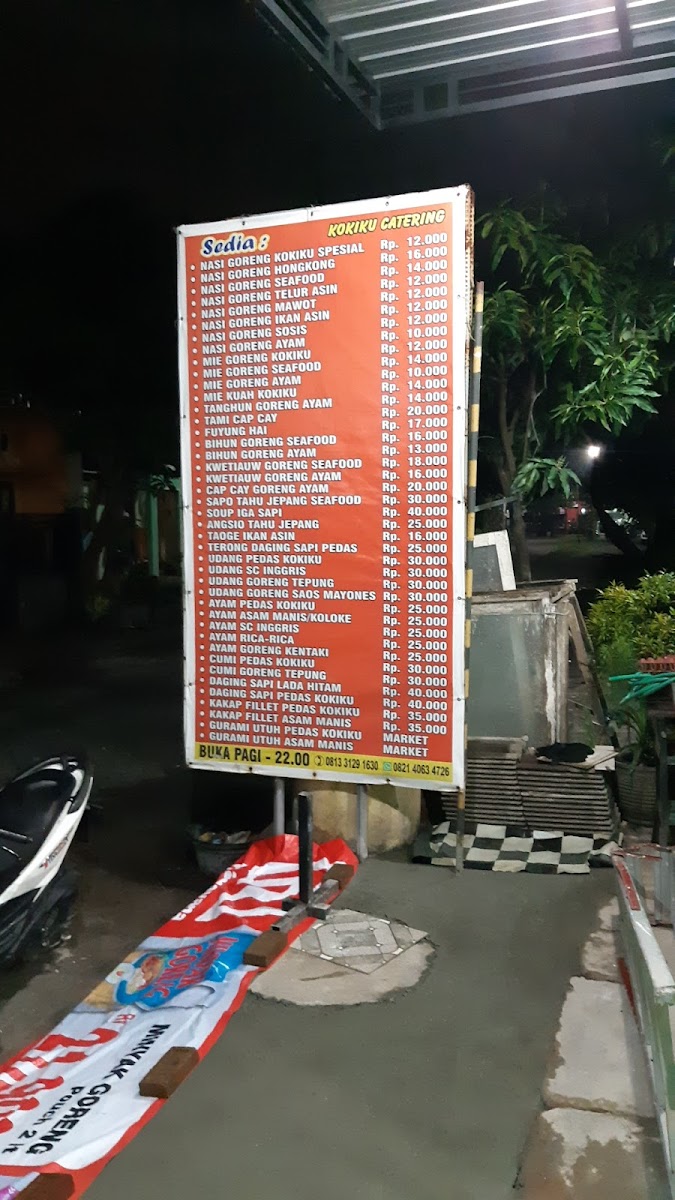 Sedia :
KOKIKU CATERING
• NASI GORENG KOKIKU SPESIAL Rp. 12.000
• NASI GORENG HONGKONG Rp. 16.000
• NASI GORENG SEAFOOD Rp. 14.000
• NASI GORENG TELUR ASIN Rp. 12.000
• NASI GORENG MAWOT Rp. 12.000
• NASI GORENG IKAN ASIN Rp. 12.000
• NASI GORENG SOSIS Rp. 12.000
• NASI GORENG AYAM Rp. 10.000
• MIE GORENG KOKIKU Rp. 12.000
• MIE GORENG SEAFOOD Rp. 14.000
• MIE GORENG AYAM Rp. 10.000
• MIE KUAH KOKIKU Rp. 14.000
• TANGHUN GORENG AYAM Rp. 14.000
• TAMI CAP CAY Rp. 20.000
• FUYUNG HAI Rp. 17.000
• BIHUN GORENG SEAFOOD Rp. 16.000
• BIHUN GORENG AYAM Rp. 13.000
• KWETIAUW GORENG SEAFOOD Rp. 18.000
• KWETIAUW GORENG AYAM Rp. 16.000
• CAP CAY GORENG AYAM Rp. 20.000
• SAPO TAHU JEPANG SEAFOOD Rp. 30.000
• SOUP IGA SAPI Rp. 40.000
• ANGSIO TAHU JEPANG Rp. 25.000
• TAOGE IKAN ASIN Rp. 16.000
• TERONG DAGING SAPI PEDAS Rp. 25.000
• UDANG PEDAS KOKIKU Rp. 30.000
• UDANG SC INGGRIS Rp. 30.000
• UDANG GORENG TEPUNG Rp. 30.000
• UDANG GORENG SAOS MAYONES Rp. 30.000
• AYAM PEDAS KOKIKU Rp. 25.000
• AYAM ASAM MANIS/KOLOKE Rp. 25.000
• AYAM SC INGGRIS Rp. 25.000
• AYAM RICA-RICA Rp. 25.000
• AYAM GORENG KENTAKI Rp. 25.000
• CUMI PEDAS KOKIKU Rp. 30.000
• CUMI GORENG TEPUNG Rp. 30.000
• DAGING SAPI LADA HITAM Rp. 40.000
• DAGING SAPI PEDAS KOKIKU Rp. 40.000
• KAKAP FILLET PEDAS KOKIKU Rp. 35.000
• KAKAP FILLET ASAM MANIS Rp. 35.000
• GURAMI UTUH PEDAS KOKIKU MARKET
• GURAMI UTUH ASAM MANIS MARKET
BUKA PAGI - 22.00 0813 3129 1630 0821 4063 4726
MINYAK GORENG
Pouch 2 lt